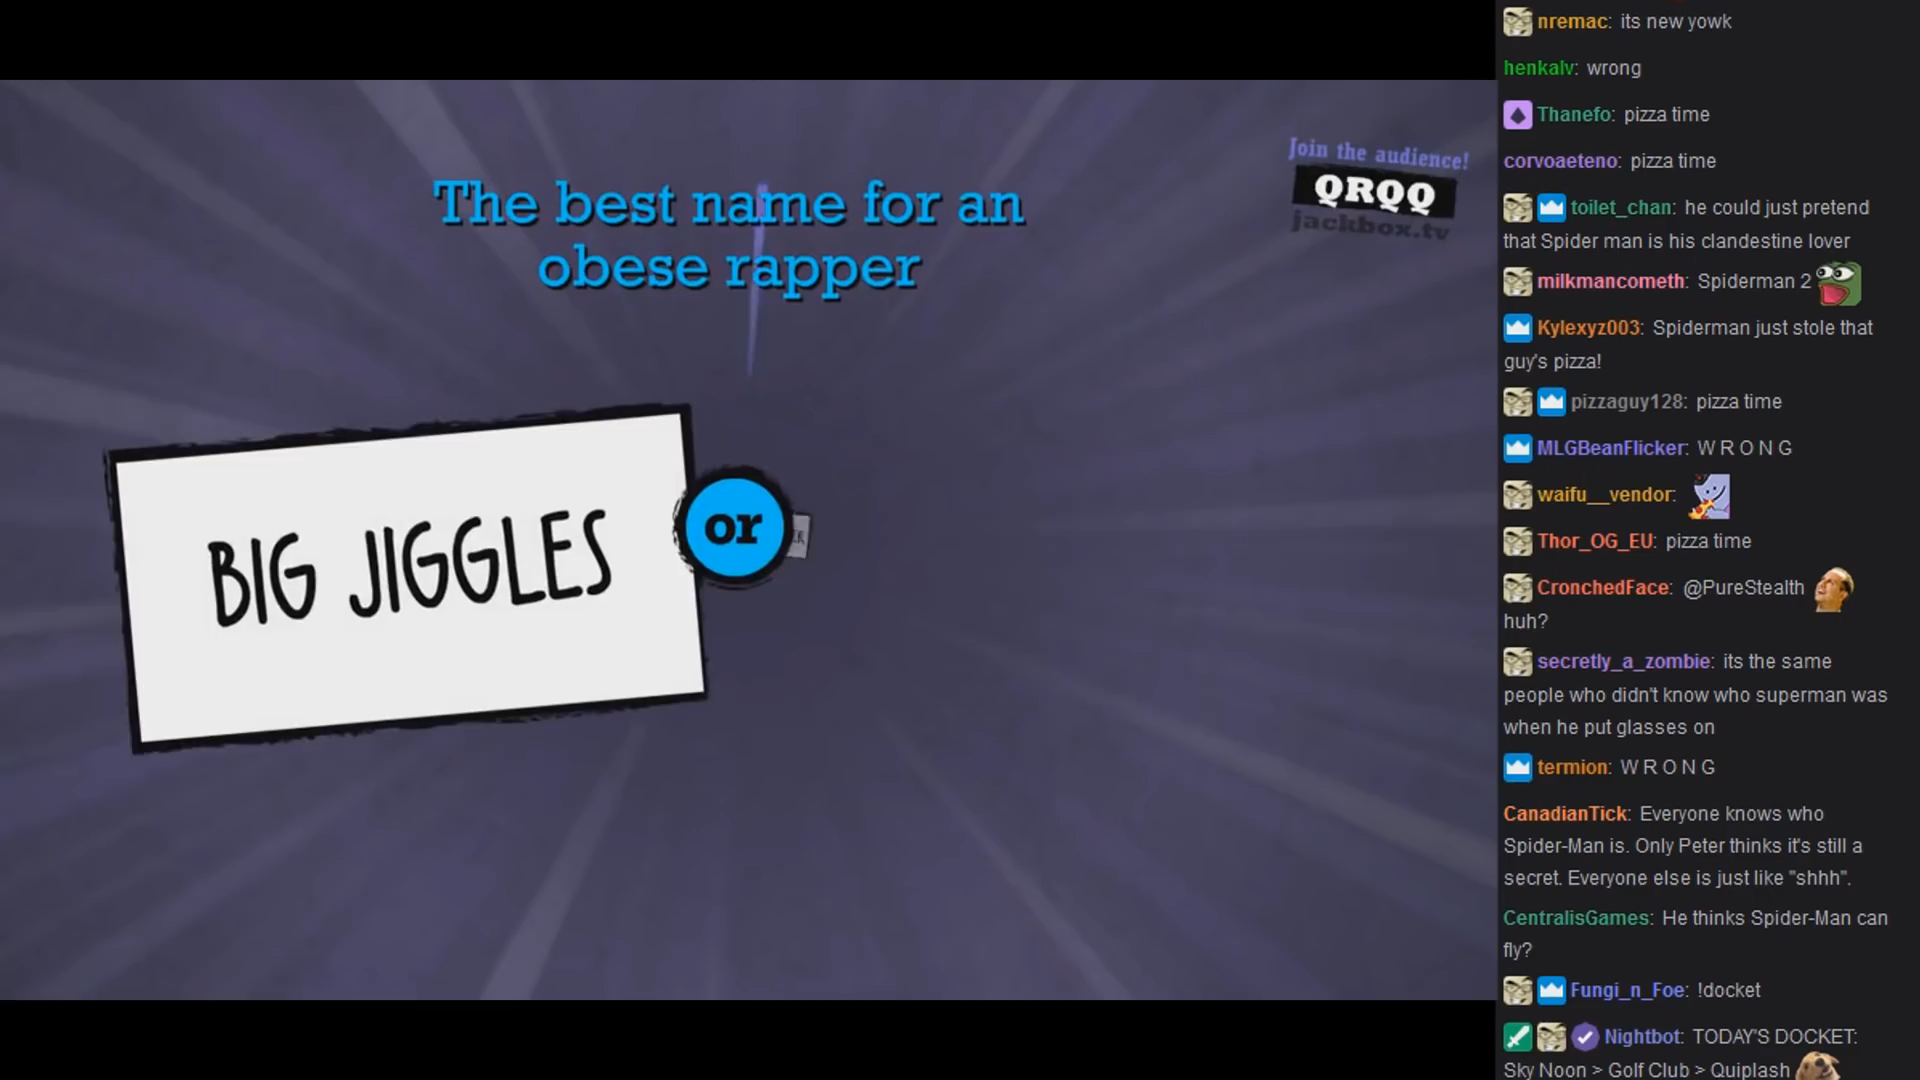 The best name for an
obese rapper
Join the audience!
QRQQ
jackbox.tv
BIG JIGGLES
or
nremac: its new yowk
henkalv: wrong
Thanefo: pizza time
corvoaeteno: pizza time
toilet_chan: he could just pretend
that Spider man is his clandestine lover
milkmancometh: Spiderman 2
Kylexyz003: Spiderman just stole that
guy's pizza!
pizzaguy128: pizza time
MLGBeanFlicker: W R O N G
waifu__vendor:
Thor_OG_EU: pizza time
CronchedFace: @PureStealth
huh?
secretly_a_zombie: its the same
people who didn't know who superman was
when he put glasses on
termion: W R O N G
CanadianTick: Everyone knows who
Spider-Man is. Only Peter thinks it's still a
secret. Everyone else is just like "shhh".
CentralisGames: He thinks Spider-Man can
fly?
Fungi_n_Foe: !docket
Nightbot: TODAY'S DOCKET:
Sky Noon > Golf Club > Quiplash